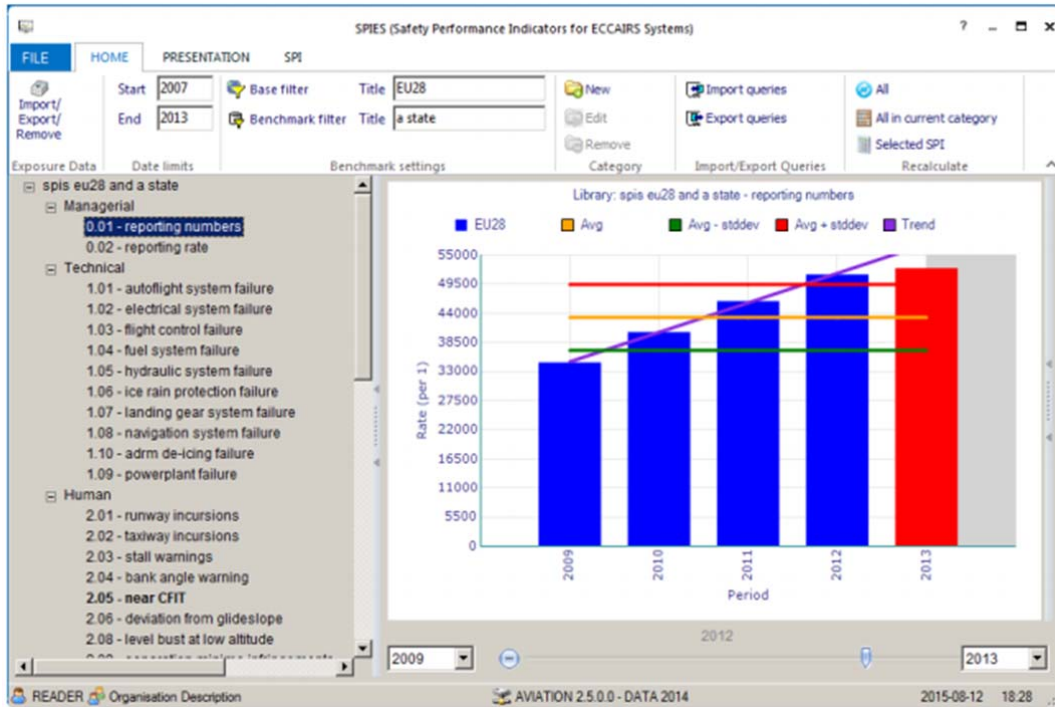 SPIES (Safety Performance Indicators for ECCAIRS Systems) ?
FILE HOME PRESENTATION SPI
Import/
Export/
Remove
Exposure Data
Start 2007
End 2013
Date limits
Base filter Title EU28
Benchmark filter Title a state
Benchmark settings
New
Edit
Remove
Category
Import queries
Export queries
Import/Export Queries
All
All in current category
Selected SPI
Recalculate
spis eu28 and a state
Managerial
0.01 - reporting numbers
0.02 - reporting rate
Technical
1.01 - autoflight system failure
1.02 - electrical system failure
1.03 - flight control failure
1.04 - fuel system failure
1.05 - hydraulic system failure
1.06 - ice rain protection failure
1.07 - landing gear system failure
1.08 - navigation system failure
1.10 - adrm de-icing failure
1.09 - powerplant failure
Human
2.01 - runway incursions
2.02 - taxiway incursions
2.03 - stall warnings
2.04 - bank angle warning
2.05 - near CFIT
2.06 - deviation from glideslope
2.08 - level bust at low altitude
Library: spis eu28 and a state - reporting numbers
EU28 Avg Avg - stddev Avg + stddev Trend
55000
49500
44000
38500
33000
27500
22000
16500
11000
5500
0
Rate (per 1)
2009 2010 2011 2012 2013
Period
2012
2009 2013
READER Organisation Description AVIATION 2.5.0.0 - DATA 2014 2015-08-12 18:28